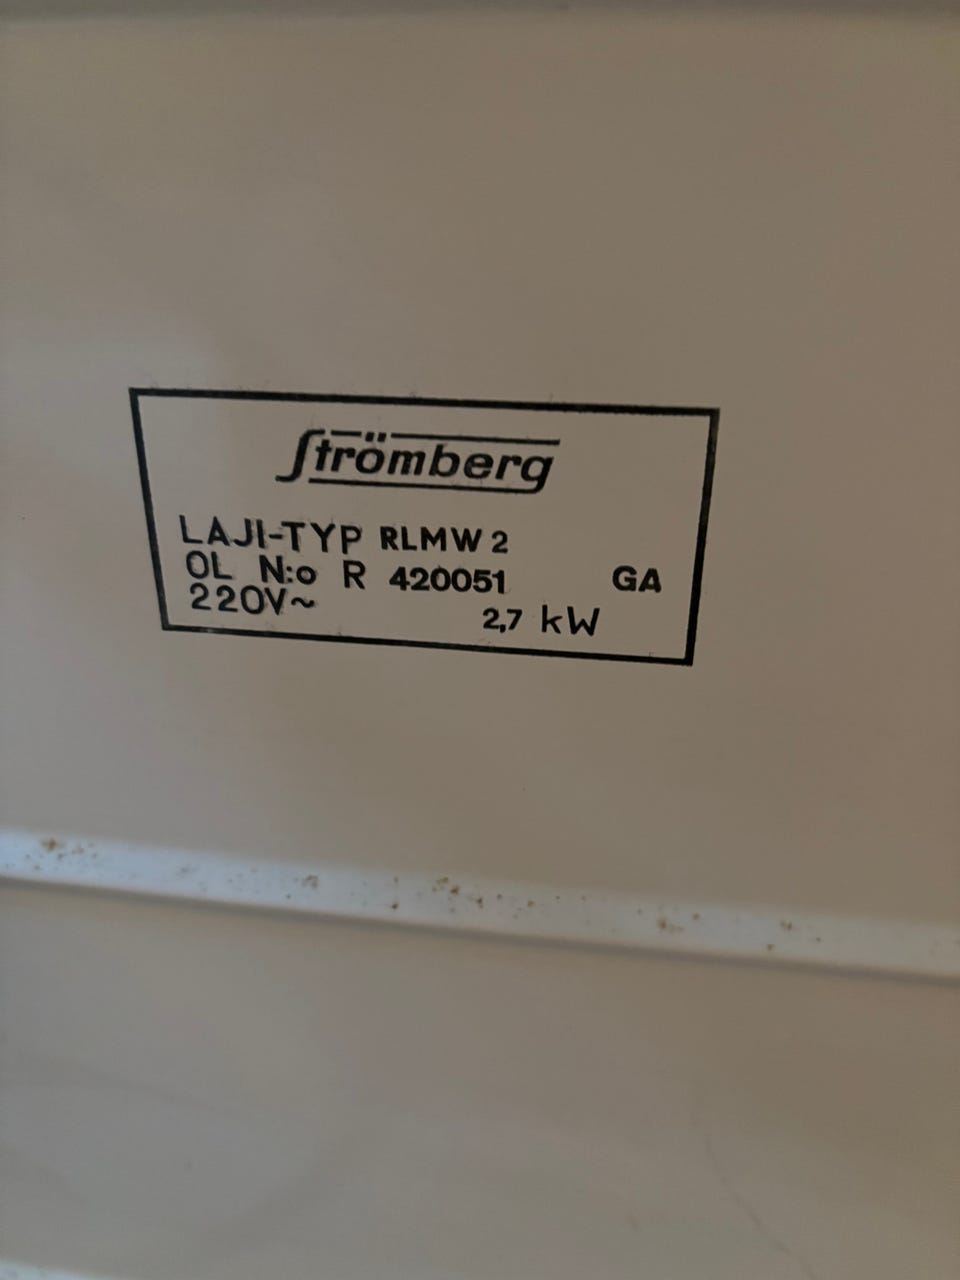 Strömberg
LAJI-TYP RLMW 2
OL N:o R 420051 GA
220V~ 2,7 kW